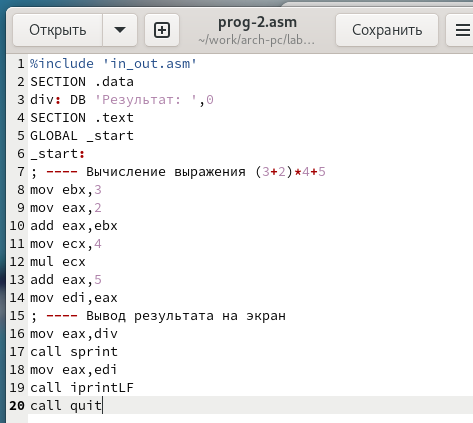 Открыть
prog-2.asm
~/work/arch-pc/lab...
Сохранить
1 %include 'in_out.asm'
2 SECTION .data
3 div: DB 'Результат: ',0
4 SECTION .text
5 GLOBAL _start
6 _start:
7 ; ---- Вычисление выражения (3+2)*4+5
8 mov ebx,3
9 mov eax,2
10 add eax,ebx
11 mov ecx,4
12 mul ecx
13 add eax,5
14 mov edi,eax
15 ; ---- Вывод результата на экран
16 mov eax,div
17 call sprint
18 mov eax,edi
19 call iprintLF
20 call quit